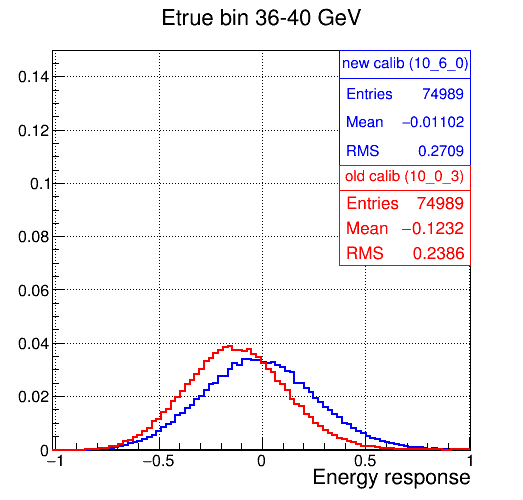 Etrue bin 36-40 GeV
new calib (10_6_0)
Entries 74989
Mean −0.01102
RMS 0.2709
old calib (10_0_3)
Entries 74989
Mean −0.1232
RMS 0.2386
0.14
0.12
0.1
0.08
0.06
0.04
0.02
0
−1 −0.5 0 0.5 1
Energy response